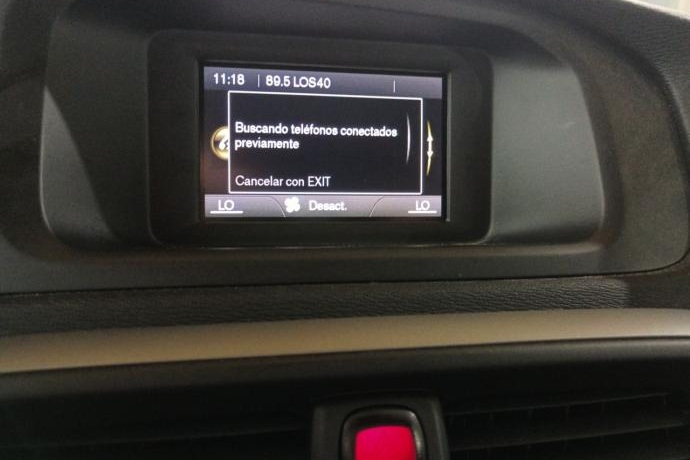 11:18 89.5 LOS40
Buscando teléfonos conectados
previamente
Cancelar con EXIT
LO Desact. LO